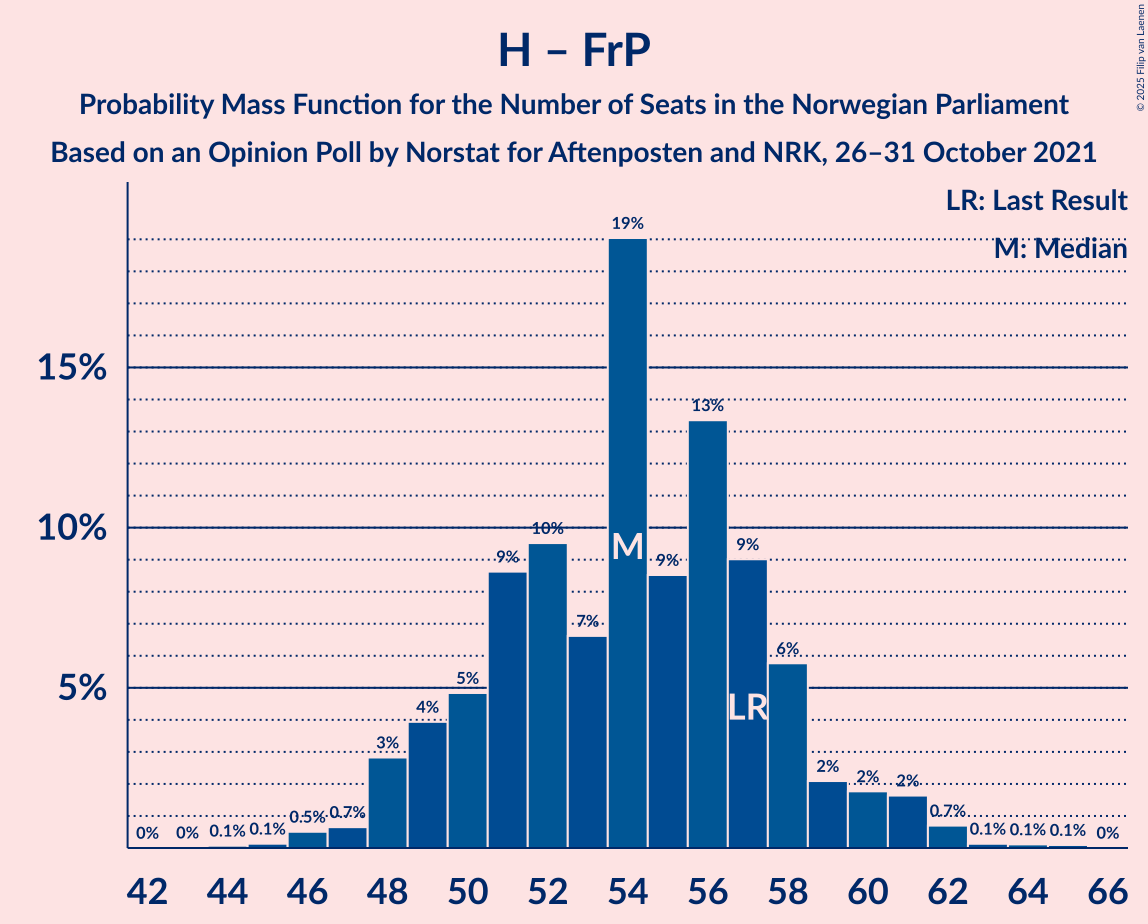 H – FrP
Probability Mass Function for the Number of Seats in the Norwegian Parliament
Based on an Opinion Poll by Norstat for Aftenposten and NRK, 26–31 October 2021
© 2025 Filip van Laenen
LR: Last Result
M: Median
15%
10%
5%
0% 0% 0.1% 0.1% 0.5% 0.7% 3% 4% 5% 9% 10% 7% 19% 9% 13% 9% 6% 2% 2% 2% 0.7% 0.1% 0.1% 0.1% 0%
M
LR
42 44 46 48 50 52 54 56 58 60 62 64 66